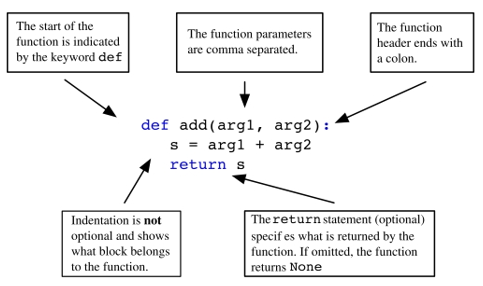 The start of the
function is indicated
by the keyword def
The function parameters
are comma separated.
The function
header ends with
a colon.
def add(arg1, arg2):
s = arg1 + arg2
return s
Indentation is not
optional and shows
what block belongs
to the function.
The return statement (optional)
specif es what is returned by the
function. If omitted, the function
returns None